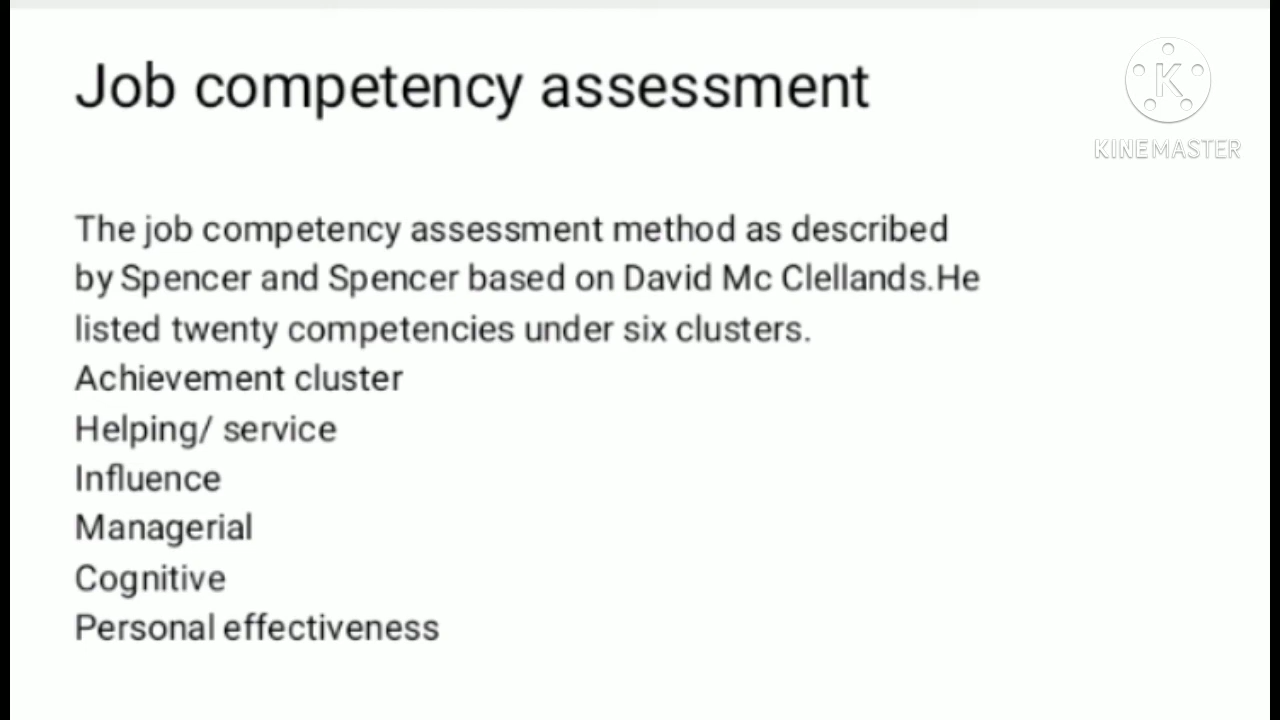 Job competency assessment
K
KINEMASTER
The job competency assessment method as described
by Spencer and Spencer based on David Mc Clellands.He
listed twenty competencies under six clusters.
Achievement cluster
Helping/ service
Influence
Managerial
Cognitive
Personal effectiveness